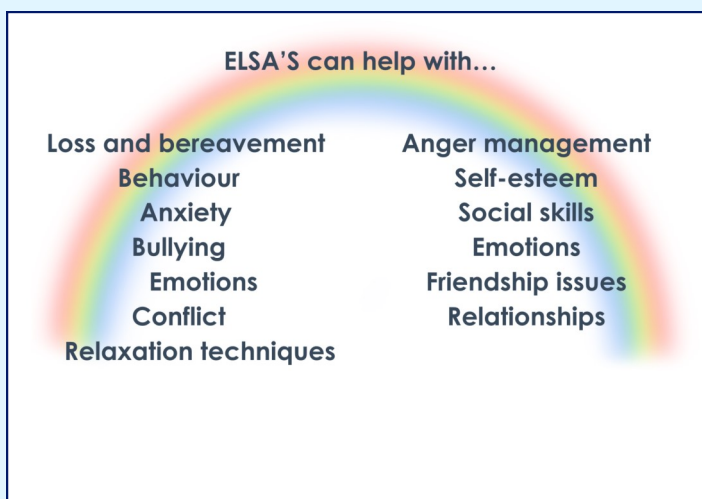 ELSA’S can help with…
Loss and bereavement
Behaviour
Anxiety
Bullying
Emotions
Conflict
Relaxation techniques
Anger management
Self-esteem
Social skills
Emotions
Friendship issues
Relationships